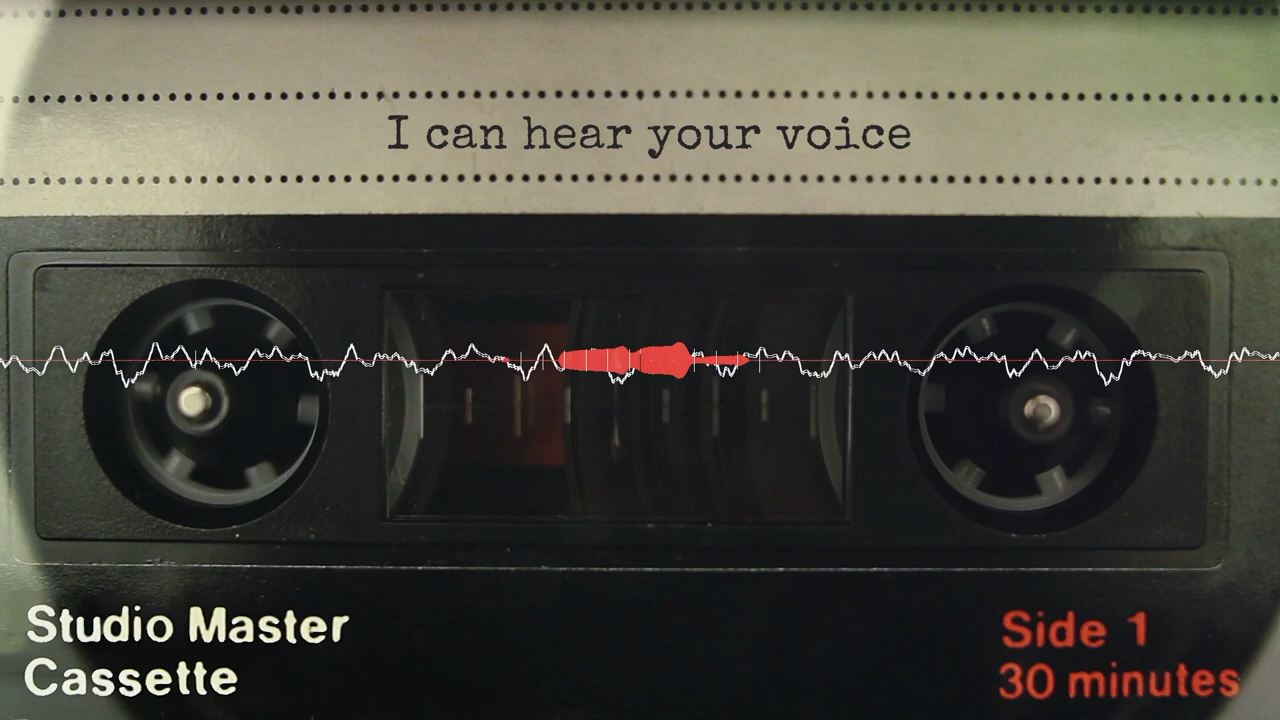 I can hear your voice
Studio Master
Cassette
Side 1
30 minutes